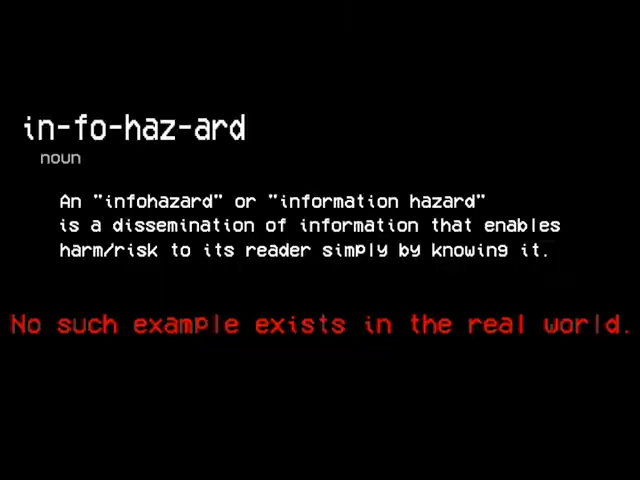 in-fo-haz-ard
noun
An "infohazard" or "information hazard"
is a dissemination of information that enables
harm/risk to its reader simply by knowing it.
No such example exists in the real world.